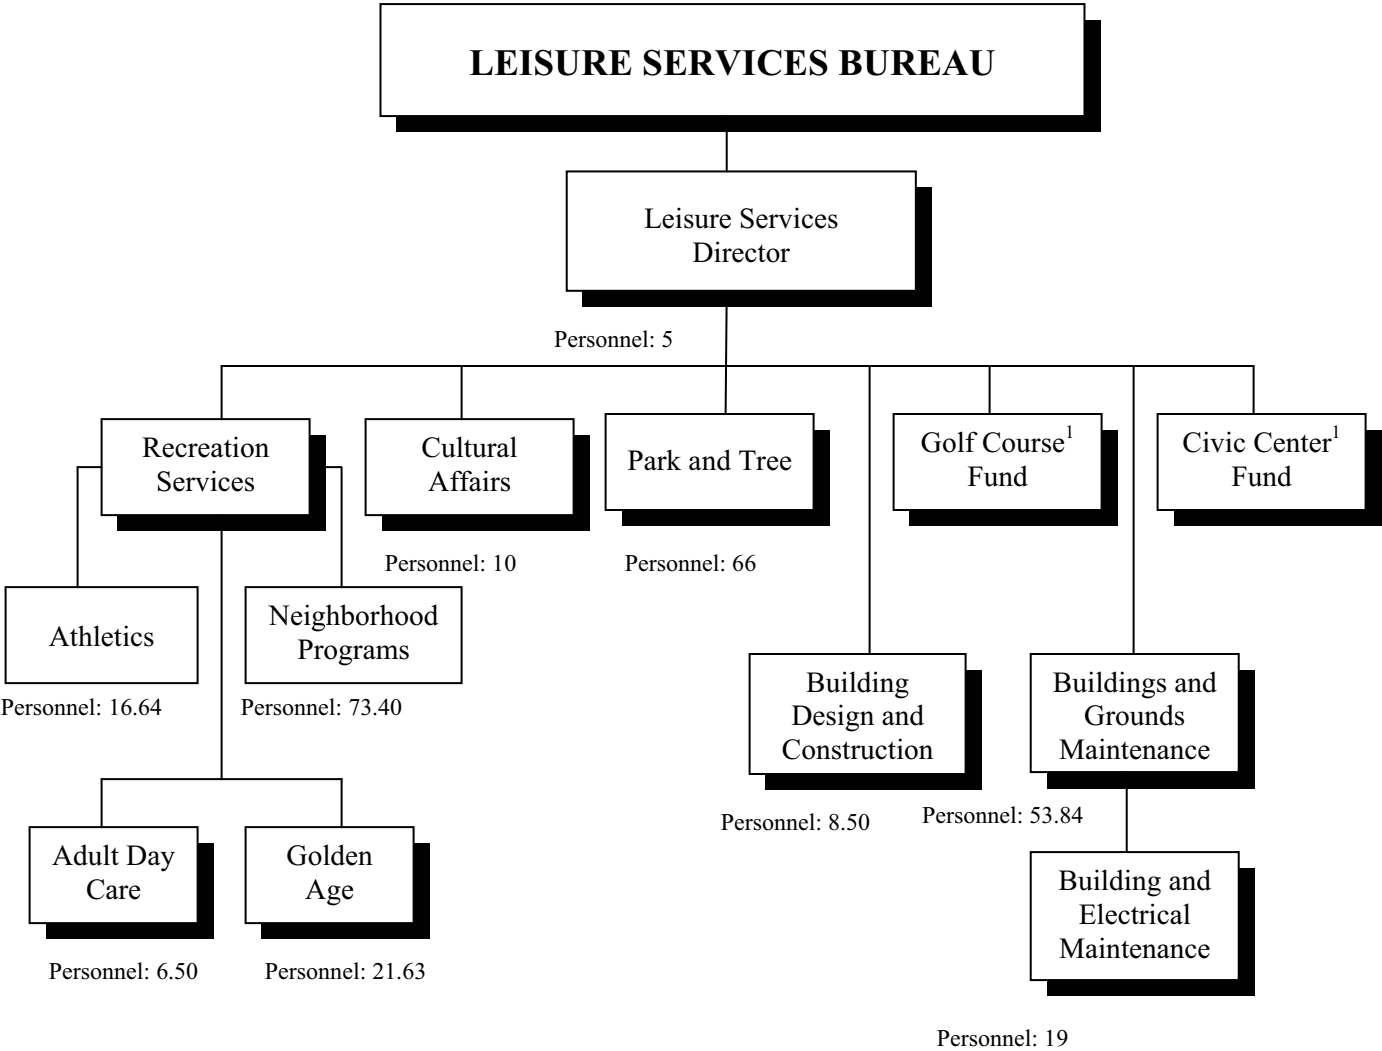 LEISURE SERVICES BUREAU
Leisure Services
Director
Personnel: 5
Recreation
Services
Cultural
Affairs
Personnel: 10
Park and Tree
Personnel: 66
Golf Course¹
Fund
Civic Center¹
Fund
Athletics
Personnel: 16.64
Neighborhood
Programs
Personnel: 73.40
Building
Design and
Construction
Personnel: 8.50
Buildings and
Grounds
Maintenance
Personnel: 53.84
Adult Day
Care
Personnel: 6.50
Golden
Age
Personnel: 21.63
Building and
Electrical
Maintenance
Personnel: 19